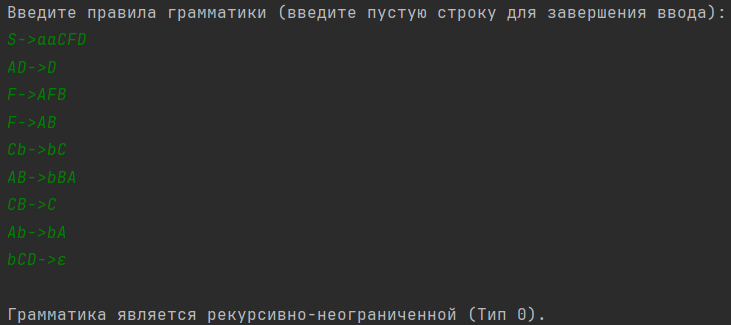 Введите правила грамматики (введите пустую строку для завершения ввода):
S->aaCFD
AD->D
F->AFB
F->AB
Cb->bC
AB->bBA
CB->C
Ab->bA
bCD->ε
Грамматика является рекурсивно-неограниченной (Тип 0).